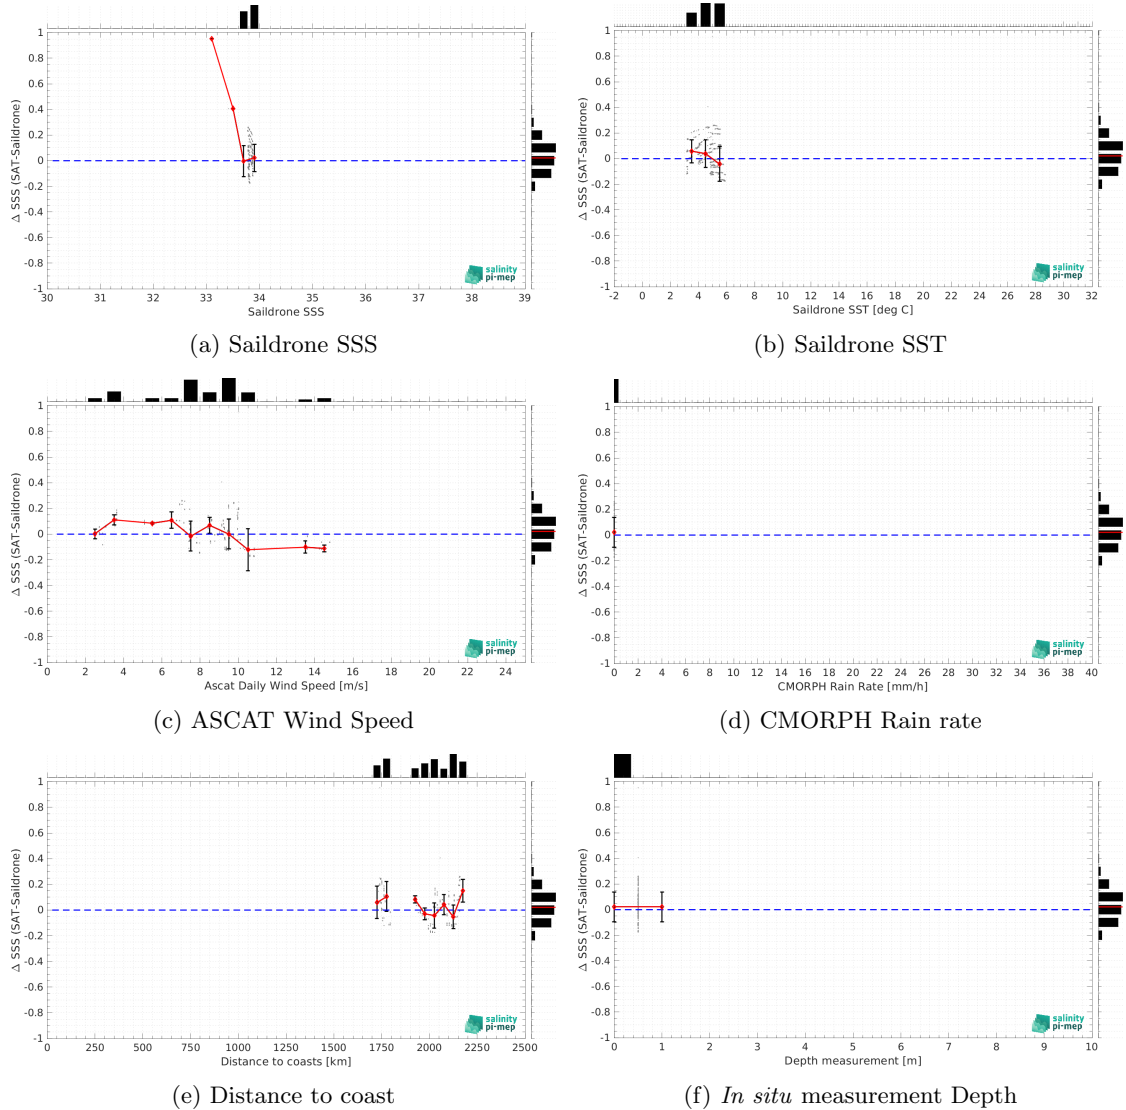 1
0.8
0.6
0.4
0.2
0
-0.2
-0.4
-0.6
-0.8
-1
Δ SSS (SAT-Saildrone)
30 31 32 33 34 35 36 37 38 39
Saildrone SSS
salinity
pi-mep
(a) Saildrone SSS
1
0.8
0.6
0.4
0.2
0
-0.2
-0.4
-0.6
-0.8
-1
Δ SSS (SAT-Saildrone)
-2 0 2 4 6 8 10 12 14 16 18 20 22 24 26 28 30 32
Saildrone SST [deg C]
salinity
pi-mep
(b) Saildrone SST
1
0.8
0.6
0.4
0.2
0
-0.2
-0.4
-0.6
-0.8
-1
Δ SSS (SAT-Saildrone)
0 2 4 6 8 10 12 14 16 18 20 22 24
Ascat Daily Wind Speed [m/s]
salinity
pi-mep
(c) ASCAT Wind Speed
1
0.8
0.6
0.4
0.2
0
-0.2
-0.4
-0.6
-0.8
-1
Δ SSS (SAT-Saildrone)
0 2 4 6 8 10 12 14 16 18 20 22 24 26 28 30 32 34 36 38 40
CMORPH Rain Rate [mm/h]
salinity
pi-mep
(d) CMORPH Rain rate
1
0.8
0.6
0.4
0.2
0
-0.2
-0.4
-0.6
-0.8
-1
Δ SSS (SAT-Saildrone)
0 250 500 750 1000 1250 1500 1750 2000 2250 2500
Distance to coasts [km]
salinity
pi-mep
(e) Distance to coast
1
0.8
0.6
0.4
0.2
0
-0.2
-0.4
-0.6
-0.8
-1
Δ SSS (SAT-Saildrone)
0 1 2 3 4 5 6 7 8 9 10
Depth measurement [m]
salinity
pi-mep
(f) In situ measurement Depth